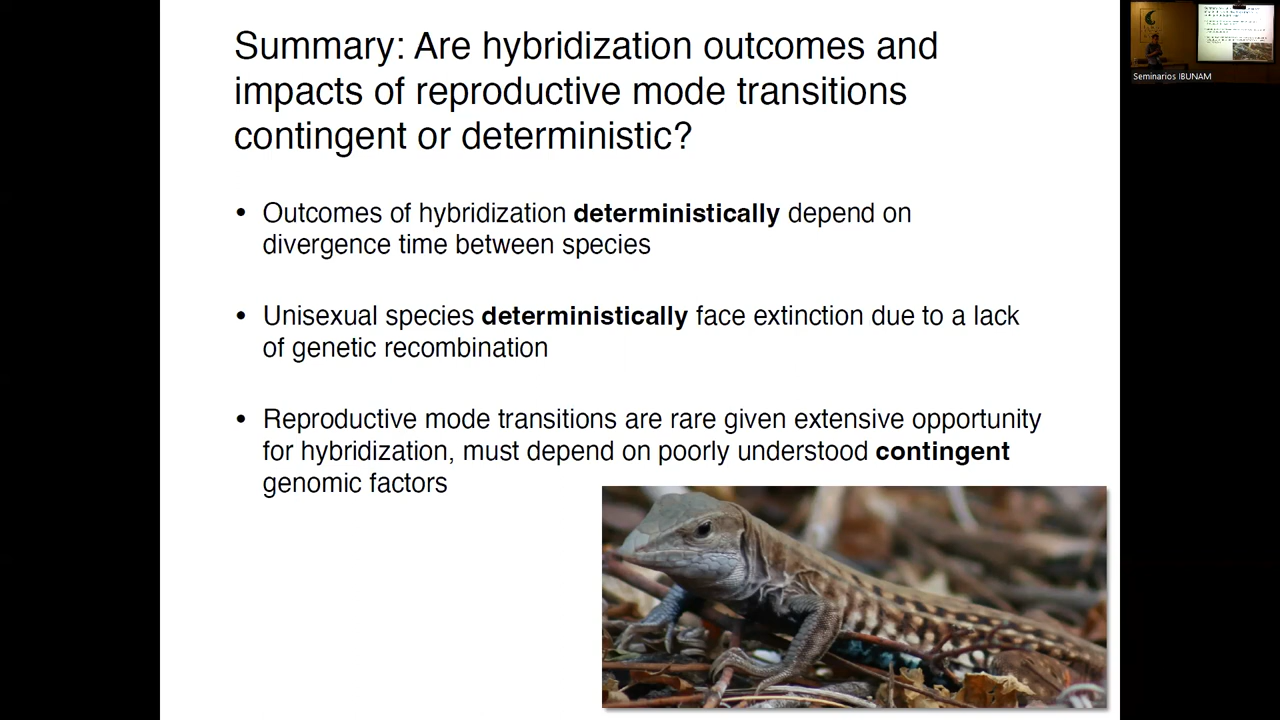 Summary: Are hybridization outcomes and
impacts of reproductive mode transitions
contingent or deterministic?
• Outcomes of hybridization deterministically depend on
divergence time between species
• Unisexual species deterministically face extinction due to a lack
of genetic recombination
• Reproductive mode transitions are rare given extensive opportunity
for hybridization, must depend on poorly understood contingent
genomic factors
Seminarios IBUNAM